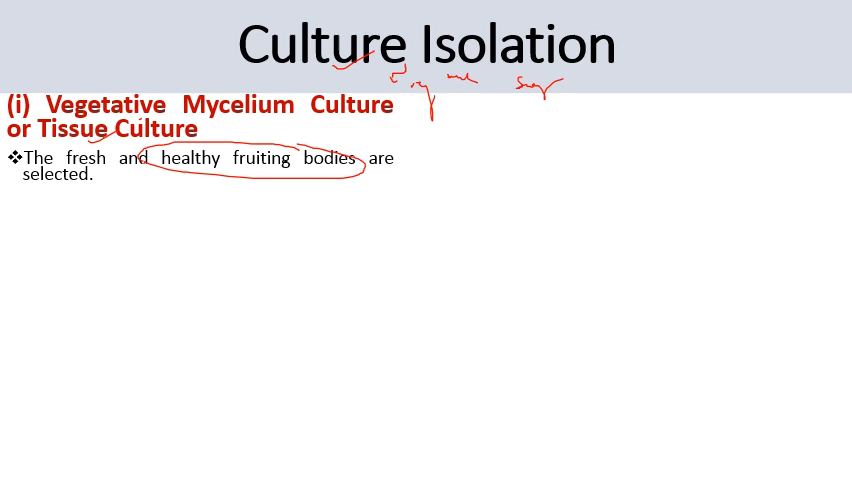 Culture Isolation
(i) Vegetative Mycelium Culture
or Tissue Culture
❖The fresh and healthy fruiting bodies are
selected.